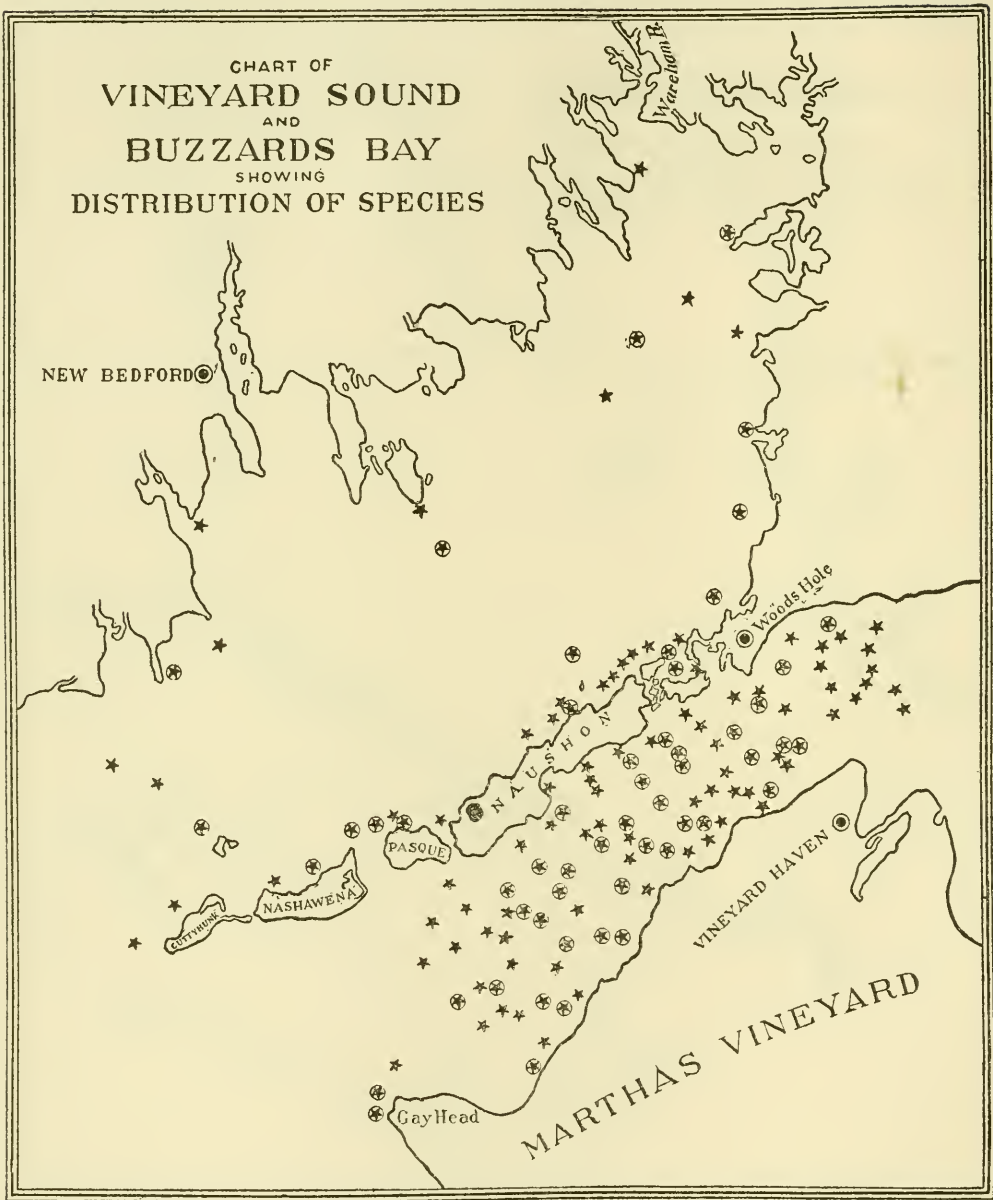 CHART OF
VINEYARD SOUND
AND
BUZZARDS BAY
SHOWING
DISTRIBUTION OF SPECIES
Wareham R.
NEW BEDFORD
Woods Hole
NAUSHON
PASQUE
NASHAWENA
CUTTYHUNK
VINEYARD HAVEN
MARTHAS VINEYARD
Gay Head